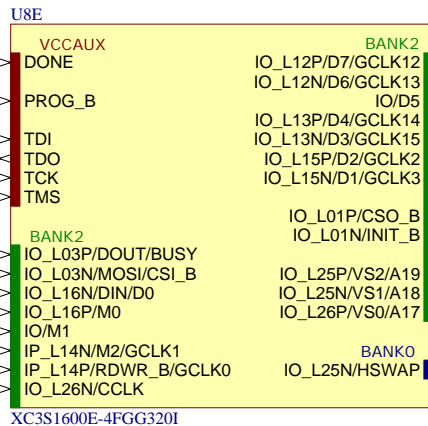 U8E
VCCAUX
DONE
PROG_B
TDI
TDO
TCK
TMS
BANK2
IO_L03P/DOUT/BUSY
IO_L03N/MOSI/CSI_B
IO_L16N/DIN/D0
IO_L16P/M0
IO/M1
IP_L14N/M2/GCLK1
IP_L14P/RDWR_B/GCLK0
IO_L26N/CCLK
BANK2
IO_L12P/D7/GCLK12
IO_L12N/D6/GCLK13
IO/D5
IO_L13P/D4/GCLK14
IO_L13N/D3/GCLK15
IO_L15P/D2/GCLK2
IO_L15N/D1/GCLK3
IO_L01P/CSO_B
IO_L01N/INIT_B
IO_L25P/VS2/A19
IO_L25N/VS1/A18
IO_L26P/VS0/A17
BANK0
IO_L25N/HSWAP
XC3S1600E-4FGG320I